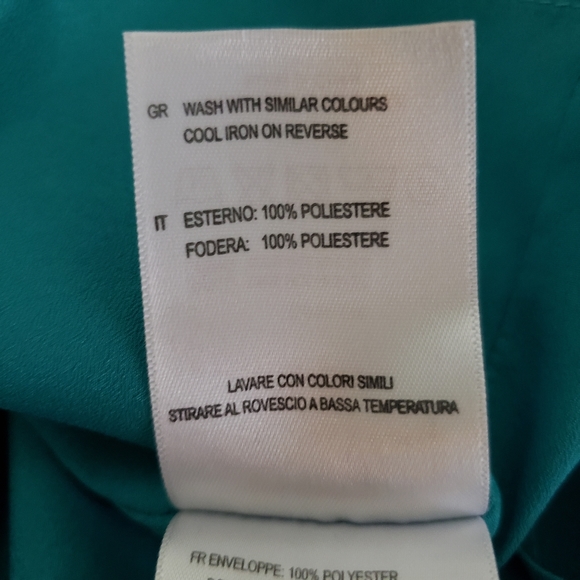 GR WASH WITH SIMILAR COLOURS
COOL IRON ON REVERSE
IT ESTERNO: 100% POLIESTERE
FODERA: 100% POLIESTERE
LAVARE CON COLORI SIMILI
STIRARE AL ROVESCIO A BASSA TEMPERATURA
FR ENVELOPPE: 100% POLYESTER